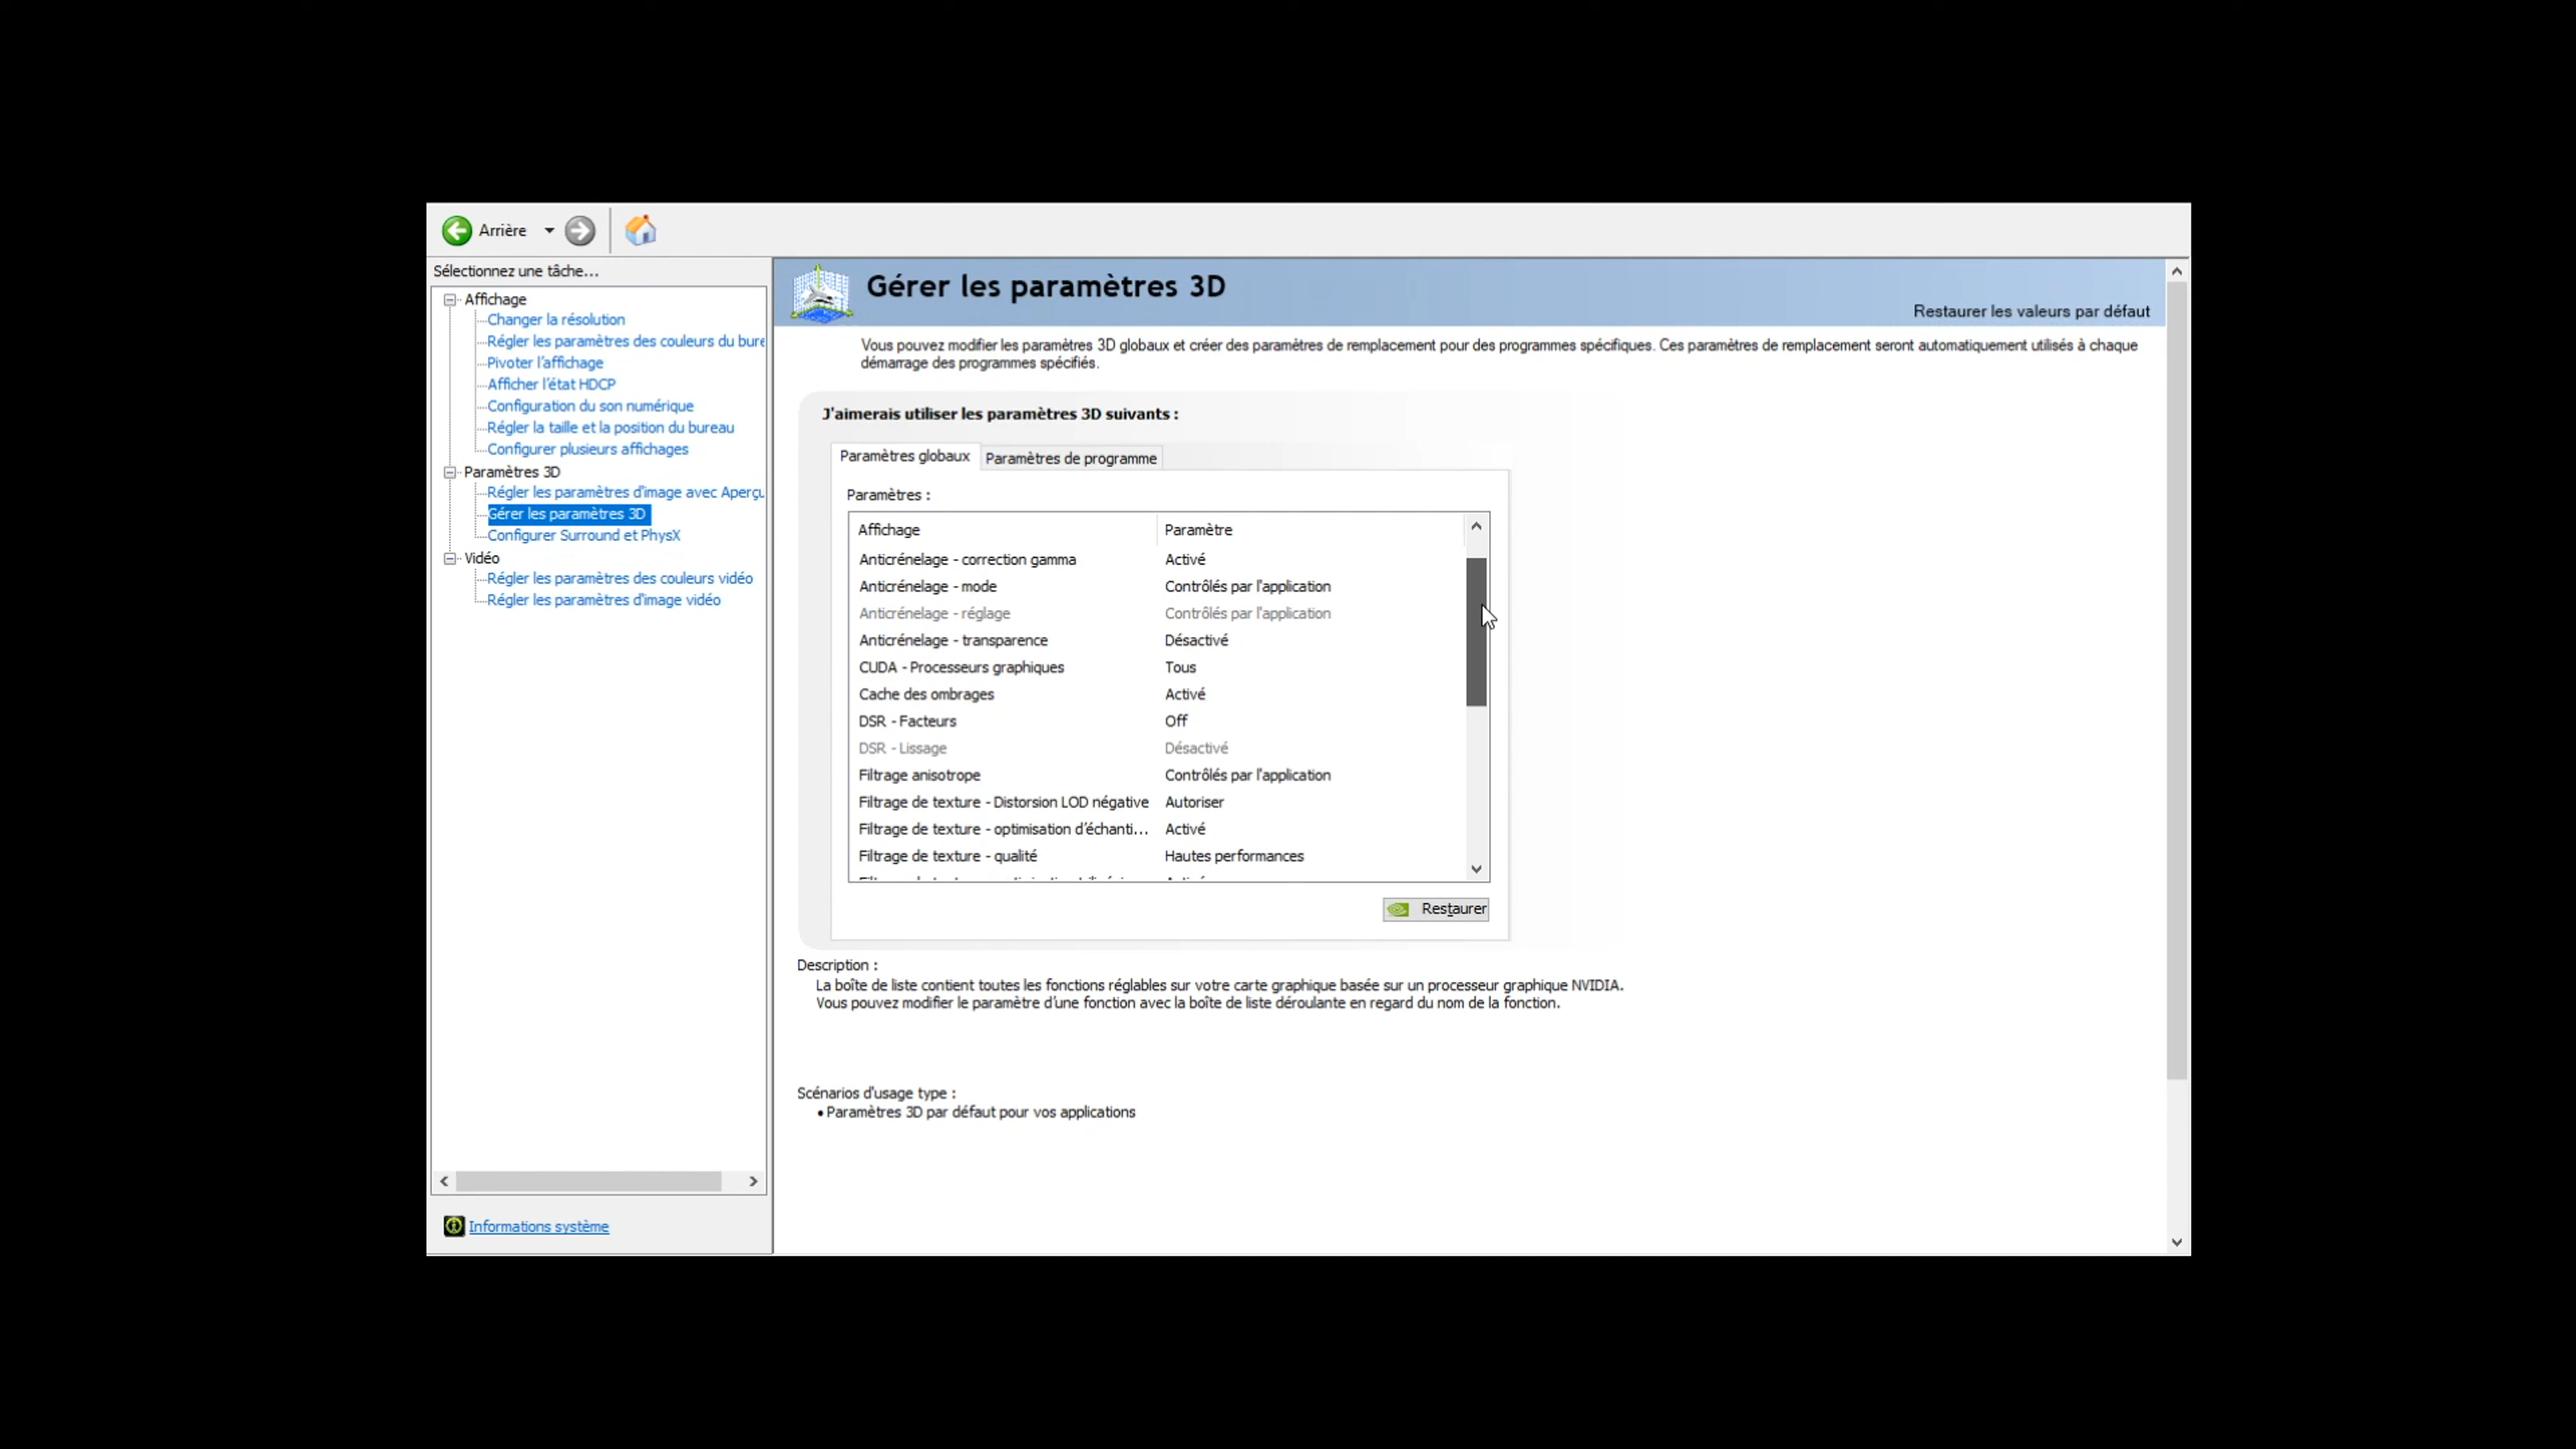 Arrière
Sélectionnez une tâche...
Affichage
Changer la résolution
Régler les paramètres des couleurs du bure
Pivoter l'affichage
Afficher l'état HDCP
Configuration du son numérique
Régler la taille et la position du bureau
Configurer plusieurs affichages
Paramètres 3D
Régler les paramètres d'image avec Aperçu
Gérer les paramètres 3D
Configurer Surround et PhysX
Vidéo
Régler les paramètres des couleurs vidéo
Régler les paramètres d'image vidéo
Informations système
Gérer les paramètres 3D
Restaurer les valeurs par défaut
Vous pouvez modifier les paramètres 3D globaux et créer des paramètres de remplacement pour des programmes spécifiques. Ces paramètres de remplacement seront automatiquement utilisés à chaque
démarrage des programmes spécifiés.
J'aimerais utiliser les paramètres 3D suivants :
Paramètres globaux Paramètres de programme
Paramètres :
Affichage Paramètre
Anticrénelage - correction gamma Activé
Anticrénelage - mode Contrôlés par l'application
Anticrénelage - réglage Contrôlés par l'application
Anticrénelage - transparence Désactivé
CUDA - Processeurs graphiques Tous
Cache des ombrages Activé
DSR - Facteurs Off
DSR - Lissage Désactivé
Filtrage anisotrope Contrôlés par l'application
Filtrage de texture - Distorsion LOD négative Autoriser
Filtrage de texture - optimisation d'échanti... Activé
Filtrage de texture - qualité Hautes performances
Restaurer
Description :
La boîte de liste contient toutes les fonctions réglables sur votre carte graphique basée sur un processeur graphique NVIDIA.
Vous pouvez modifier le paramètre d'une fonction avec la boîte de liste déroulante en regard du nom de la fonction.
Scénarios d'usage type :
• Paramètres 3D par défaut pour vos applications